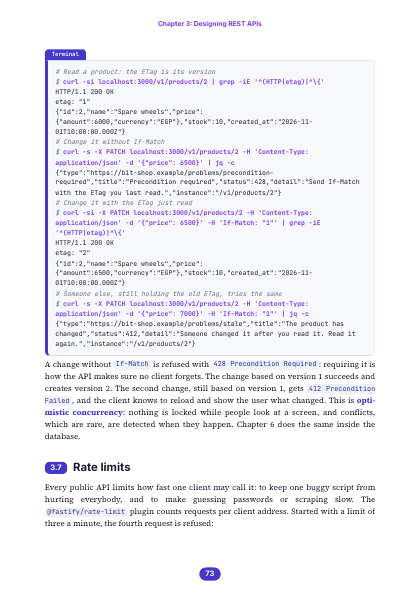 Chapter 3: Designing REST APIs
Terminal
# Read a product: the ETag is its version
$ curl -si localhost:3000/v1/products/2 | grep -iE '^(HTTP|etag)|^\{'
HTTP/1.1 200 OK
etag: "1"
{"id":2,"name":"Spare wheels","price":
{"amount":6000,"currency":"EGP"},"stock":10,"created_at":"2026-11-
01T10:08:00.000Z"}
# Change it without If-Match
$ curl -s -X PATCH localhost:3000/v1/products/2 -H 'Content-Type:
application/json' -d '{"price": 6500}' | jq -c
{"type":"https://bit-shop.example/problems/precondition-
required","title":"Precondition required","status":428,"detail":"Send If-Match
with the ETag you last read.","instance":"/v1/products/2"}
# Change it with the ETag just read
$ curl -si -X PATCH localhost:3000/v1/products/2 -H 'Content-Type:
application/json' -d '{"price": 6500}' -H 'If-Match: "1"' | grep -iE
'^(HTTP|etag)|^\{'
HTTP/1.1 200 OK
etag: "2"
{"id":2,"name":"Spare wheels","price":
{"amount":6500,"currency":"EGP"},"stock":10,"created_at":"2026-11-
01T10:08:00.000Z"}
# Someone else, still holding the old ETag, tries the same
$ curl -s -X PATCH localhost:3000/v1/products/2 -H 'Content-Type:
application/json' -d '{"price": 7000}' -H 'If-Match: "1"' | jq -c
{"type":"https://bit-shop.example/problems/stale","title":"The product has
changed","status":412,"detail":"Someone changed it after you read it. Read it
again.","instance":"/v1/products/2"}
A change without If-Match is refused with 428 Precondition Required: requiring it is
how the API makes sure no client forgets. The change based on version 1 succeeds and
creates version 2. The second change, still based on version 1, gets 412 Precondition
Failed, and the client knows to reload and show the user what changed. This is opti-
mistic concurrency: nothing is locked while people look at a screen, and conflicts,
which are rare, are detected when they happen. Chapter 6 does the same inside the
database.
3.7 Rate limits
Every public API limits how fast one client may call it: to keep one buggy script from
hurting everybody, and to make guessing passwords or scraping slow. The
@fastify/rate-limit plugin counts requests per client address. Started with a limit of
three a minute, the fourth request is refused:
73